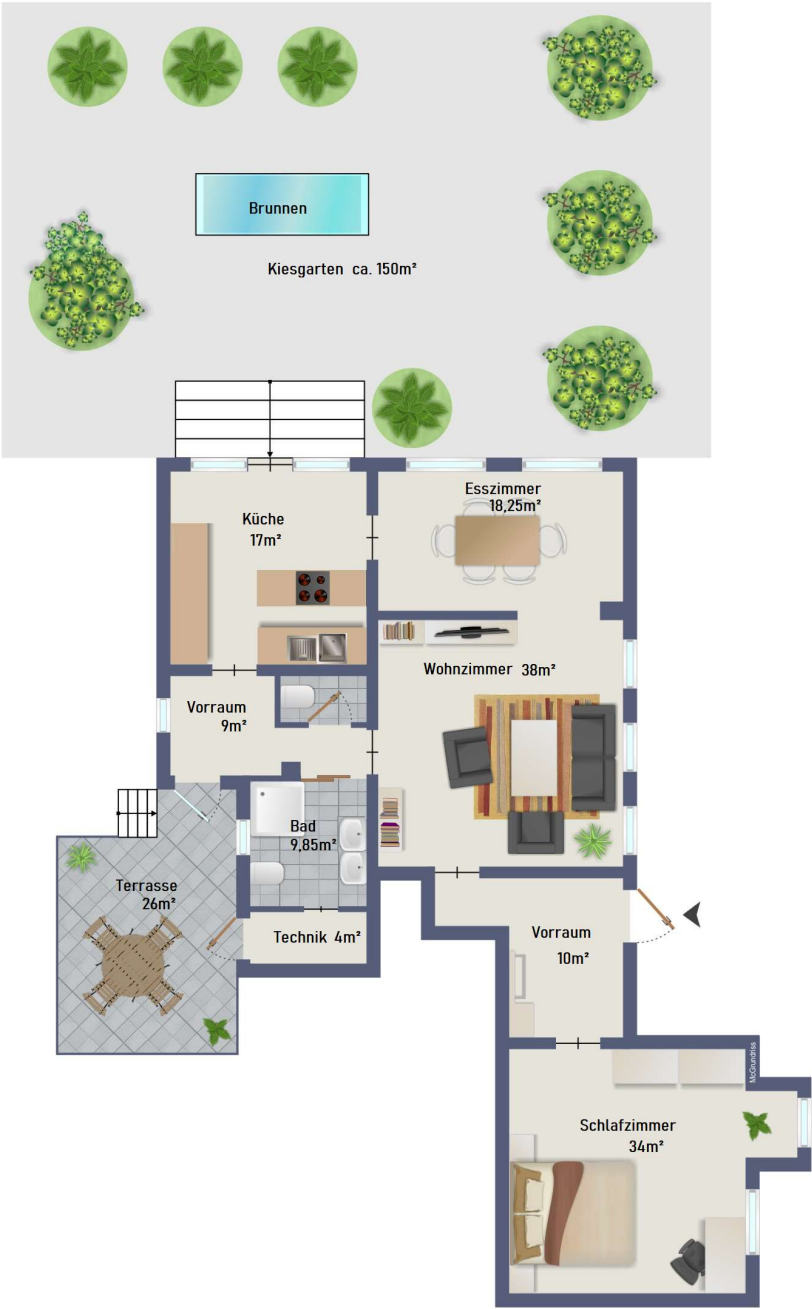 Brunnen
Kiesgarten ca. 150m²
Esszimmer
18,25m²
Küche
17m²
Wohnzimmer 38m²
Vorraum
9m²
Bad
9,85m²
Terrasse
26m²
Technik 4m²
Vorraum
10m²
McGrundriss
Schlafzimmer
34m²